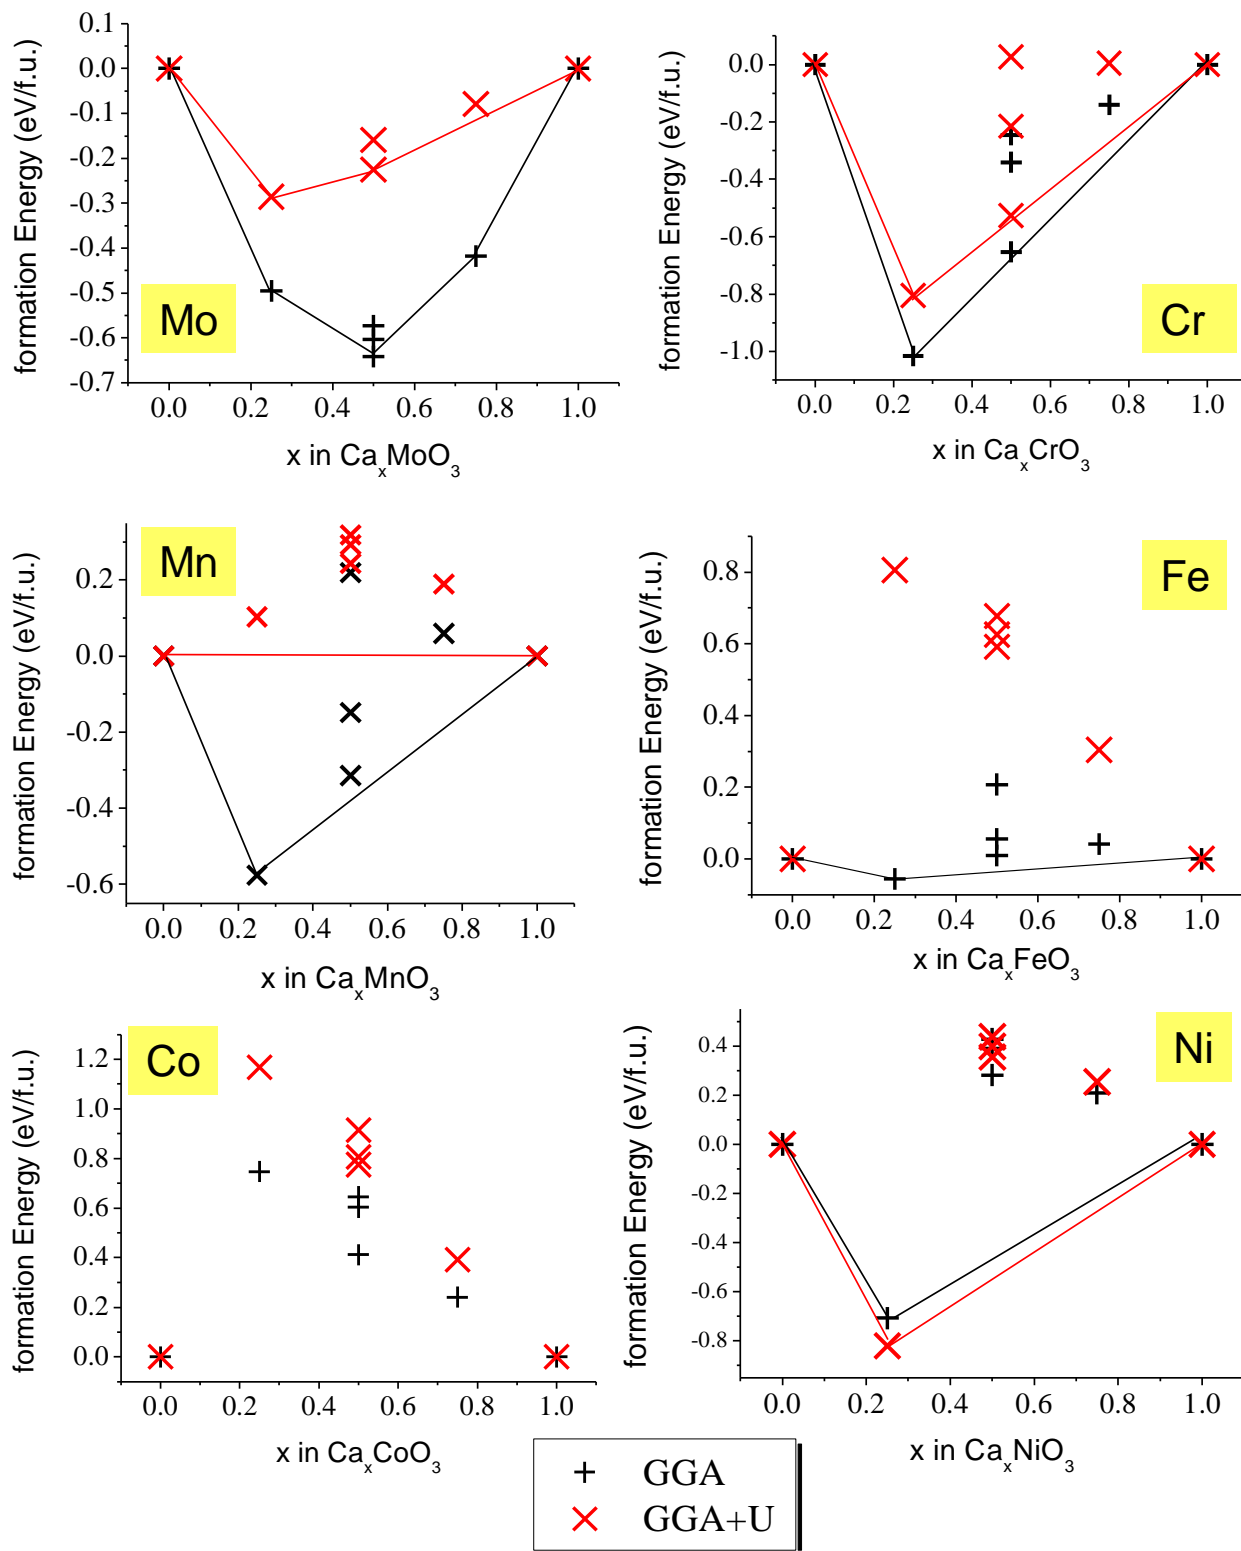 0.1
0.0
-0.1
-0.2
-0.3
-0.4
-0.5
-0.6
-0.7
formation Energy (eV/f.u.)
Mo
0.0 0.2 0.4 0.6 0.8 1.0
x in CaxMoO3
0.0
-0.2
-0.4
-0.6
-0.8
-1.0
formation Energy (eV/f.u.)
Cr
0.0 0.2 0.4 0.6 0.8 1.0
x in CaxCrO3
0.2
0.0
-0.2
-0.4
-0.6
formation Energy (eV/f.u.)
Mn
0.0 0.2 0.4 0.6 0.8 1.0
x in CaxMnO3
0.8
0.6
0.4
0.2
0.0
formation Energy (eV/f.u.)
Fe
0.0 0.2 0.4 0.6 0.8 1.0
x in CaxFeO3
1.2
1.0
0.8
0.6
0.4
0.2
0.0
formation Energy (eV/f.u.)
Co
0.0 0.2 0.4 0.6 0.8 1.0
x in CaxCoO3
0.4
0.2
0.0
-0.2
-0.4
-0.6
-0.8
formation Energy (eV/f.u.)
Ni
0.0 0.2 0.4 0.6 0.8 1.0
x in CaxNiO3
GGA
GGA+U